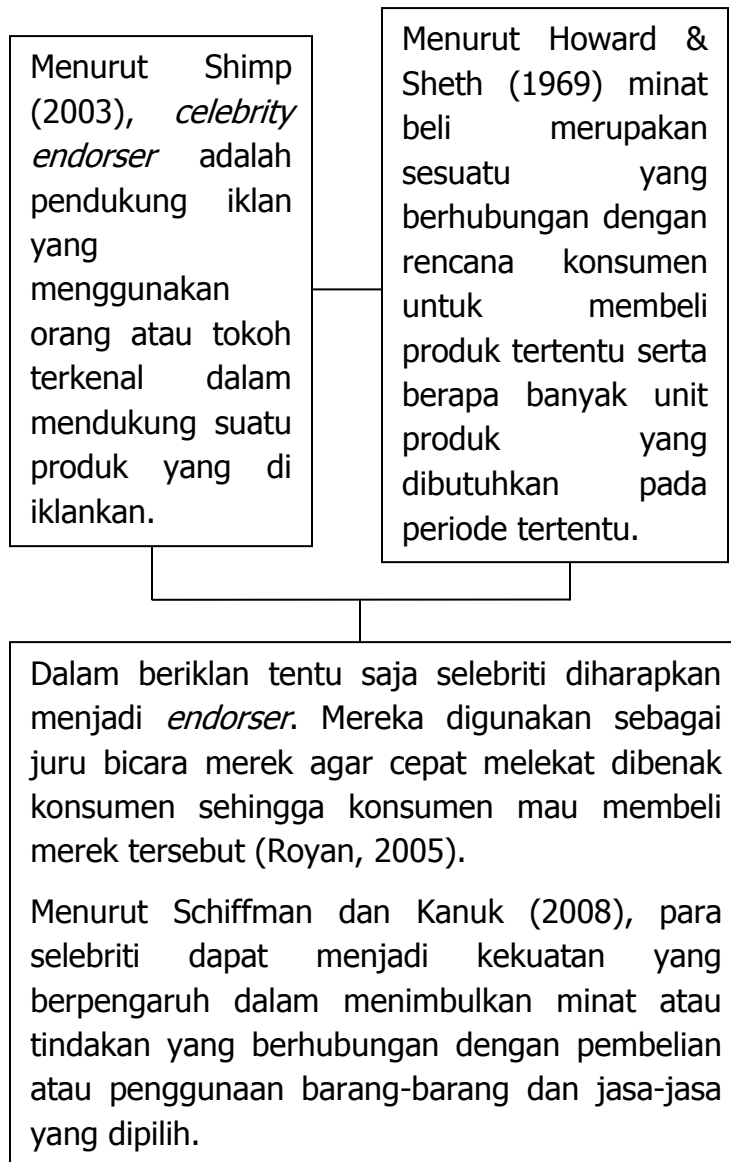 Menurut Shimp
(2003), celebrity
endorser adalah
pendukung iklan
yang
menggunakan
orang atau tokoh
terkenal dalam
mendukung suatu
produk yang di
iklankan.
Menurut Howard &
Sheth (1969) minat
beli merupakan
sesuatu yang
berhubungan dengan
rencana konsumen
untuk membeli
produk tertentu serta
berapa banyak unit
produk yang
dibutuhkan pada
periode tertentu.
Dalam beriklan tentu saja selebriti diharapkan
menjadi endorser. Mereka digunakan sebagai
juru bicara merek agar cepat melekat dibenak
konsumen sehingga konsumen mau membeli
merek tersebut (Royan, 2005).
Menurut Schiffman dan Kanuk (2008), para
selebriti dapat menjadi kekuatan yang
berpengaruh dalam menimbulkan minat atau
tindakan yang berhubungan dengan pembelian
atau penggunaan barang-barang dan jasa-jasa
yang dipilih.